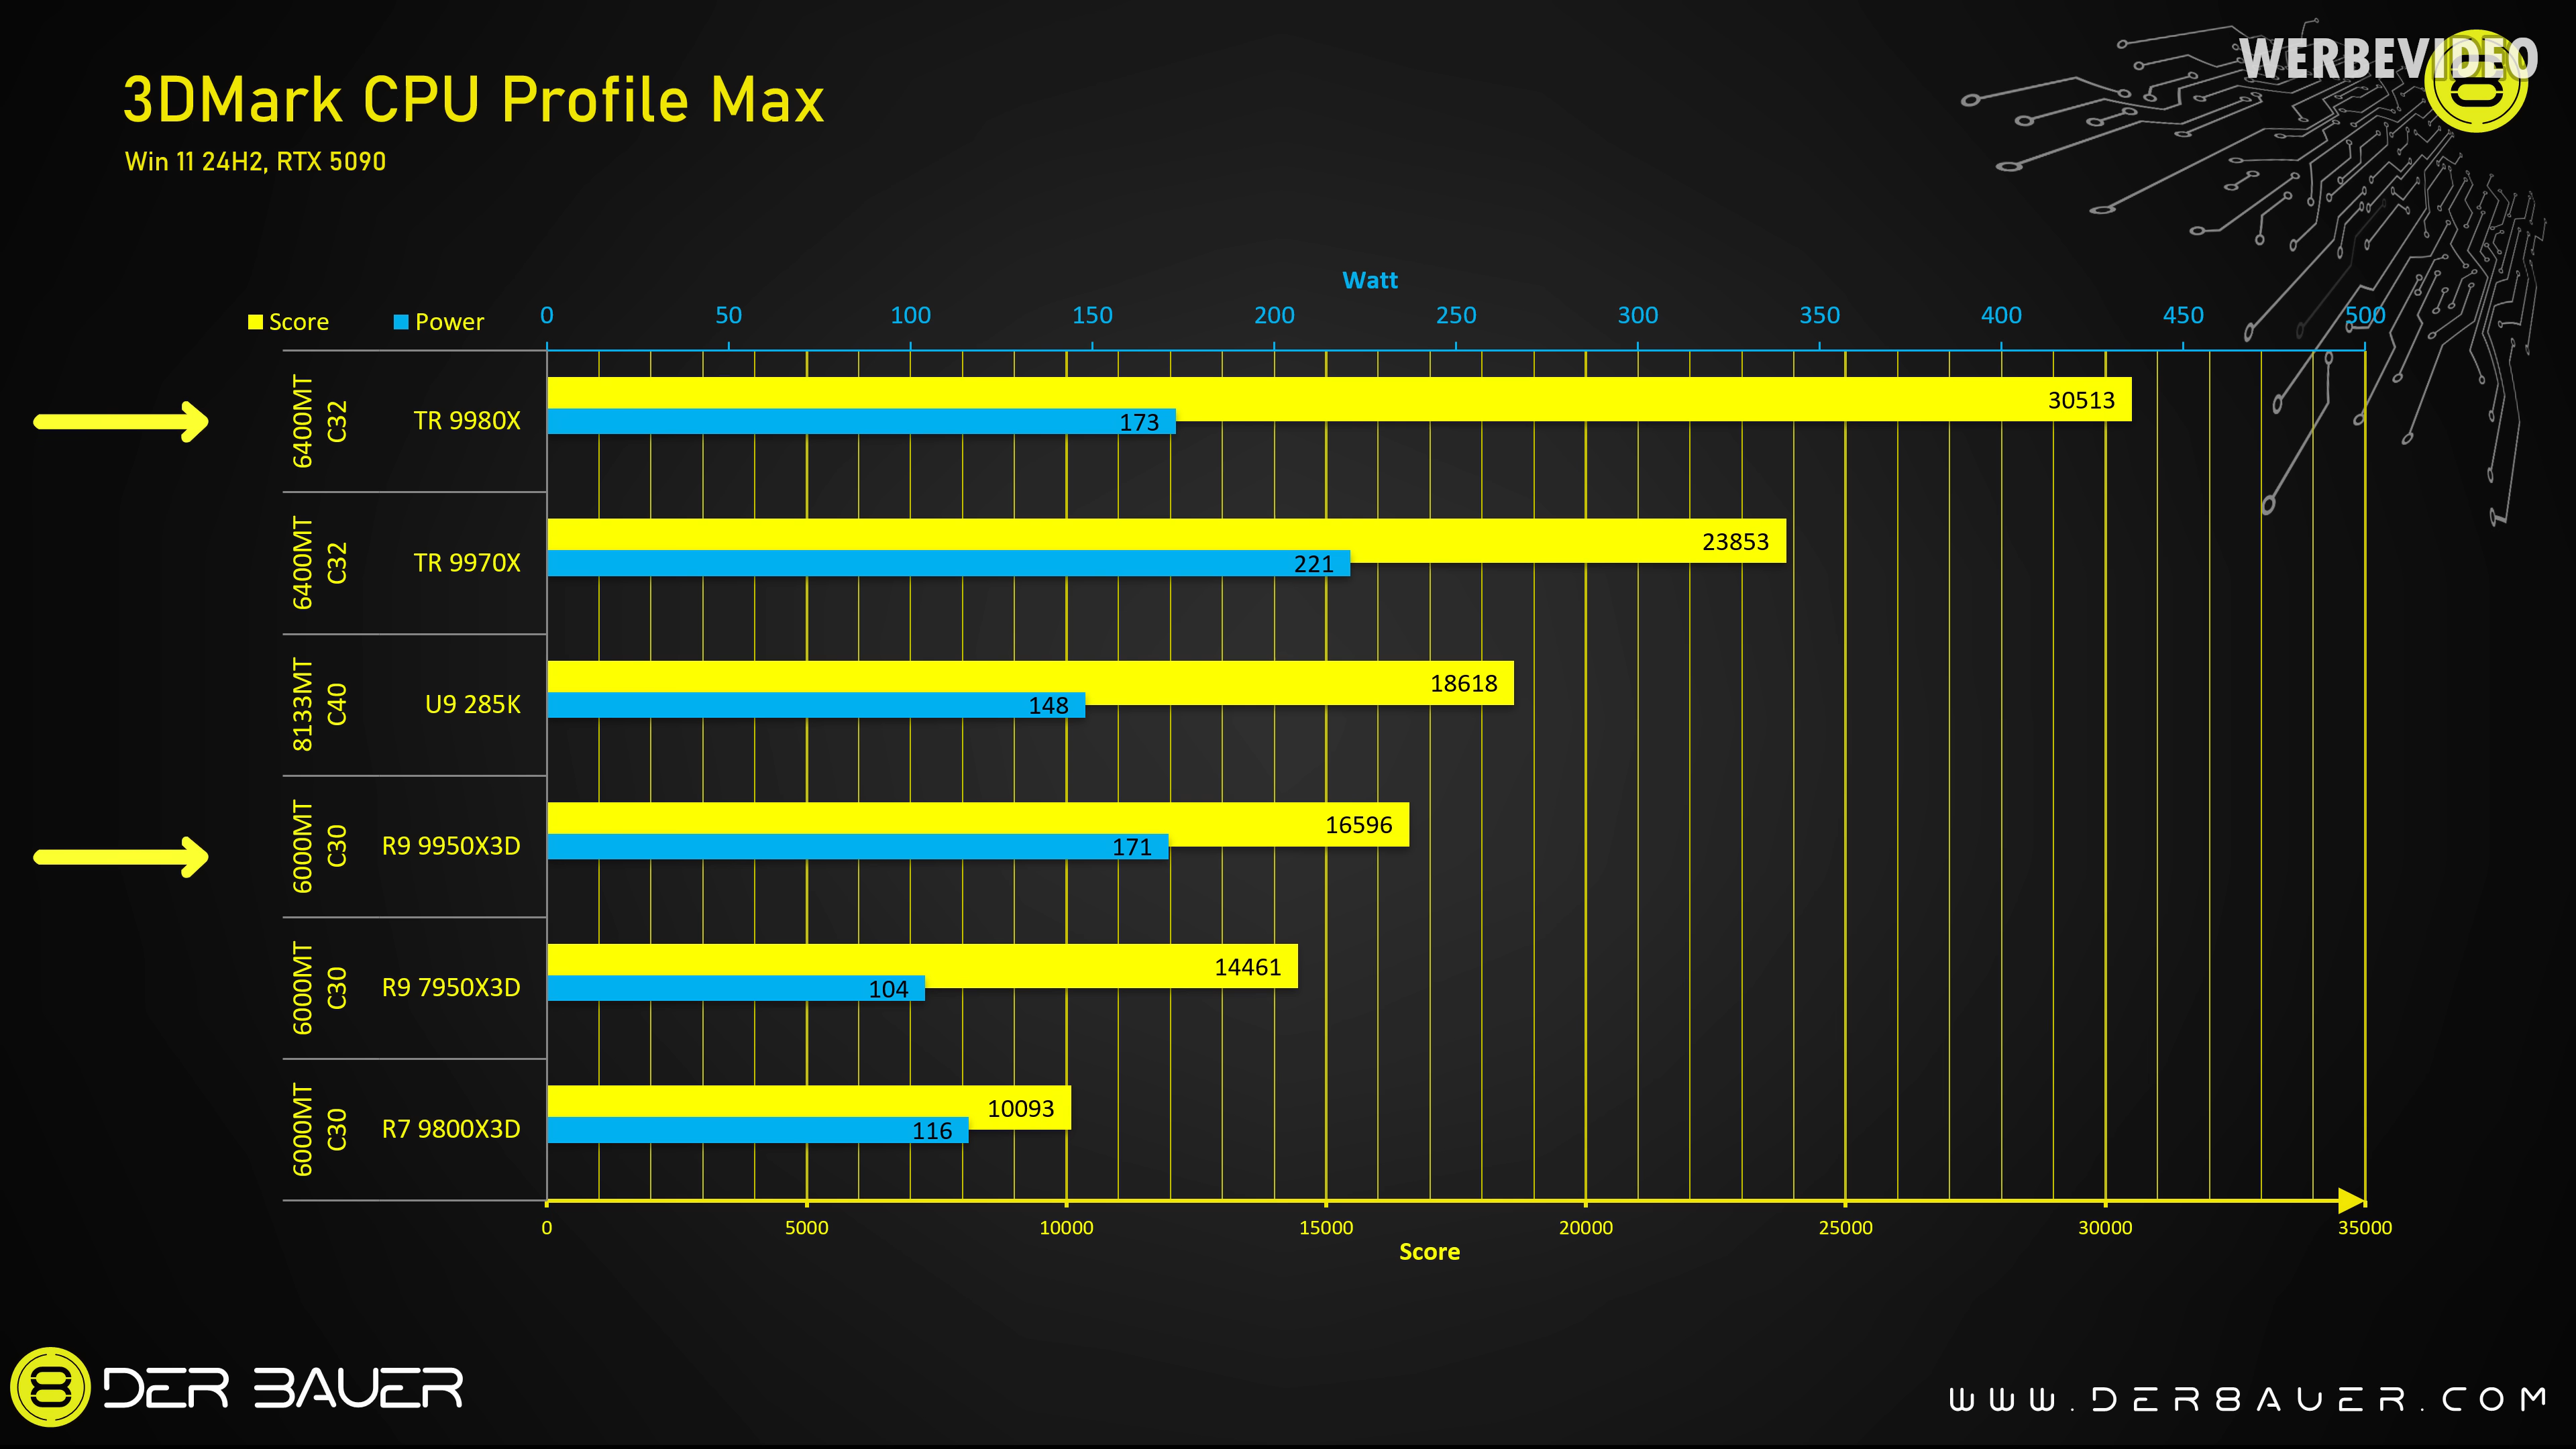 WERBEVIDEO
3DMark CPU Profile Max
Win 11 24H2, RTX 5090
Watt
Score
Power
0 50 100 150 200 250 300 350 400 450 500
6400MT
C32
TR 9980X
30513
173
6400MT
C32
TR 9970X
23853
221
8133MT
C40
U9 285K
18618
148
6000MT
C30
R9 9950X3D
16596
171
6000MT
C30
R9 7950X3D
14461
104
6000MT
C30
R7 9800X3D
10093
116
0 5000 10000 15000 20000 25000 30000 35000
Score
DER 8AUER
WWW.DER8AUER.COM